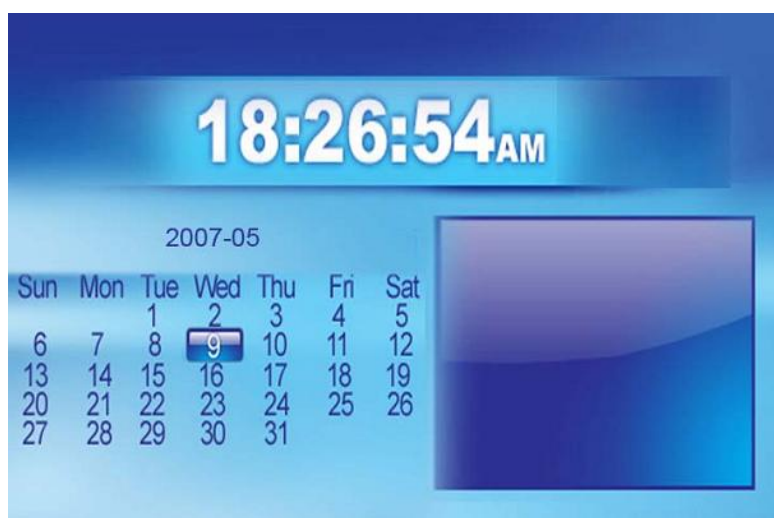 18:26:54AM
2007-05
Sun Mon Tue Wed Thu Fri Sat
1 2 3 4 5
6 7 8 9 10 11 12
13 14 15 16 17 18 19
20 21 22 23 24 25 26
27 28 29 30 31